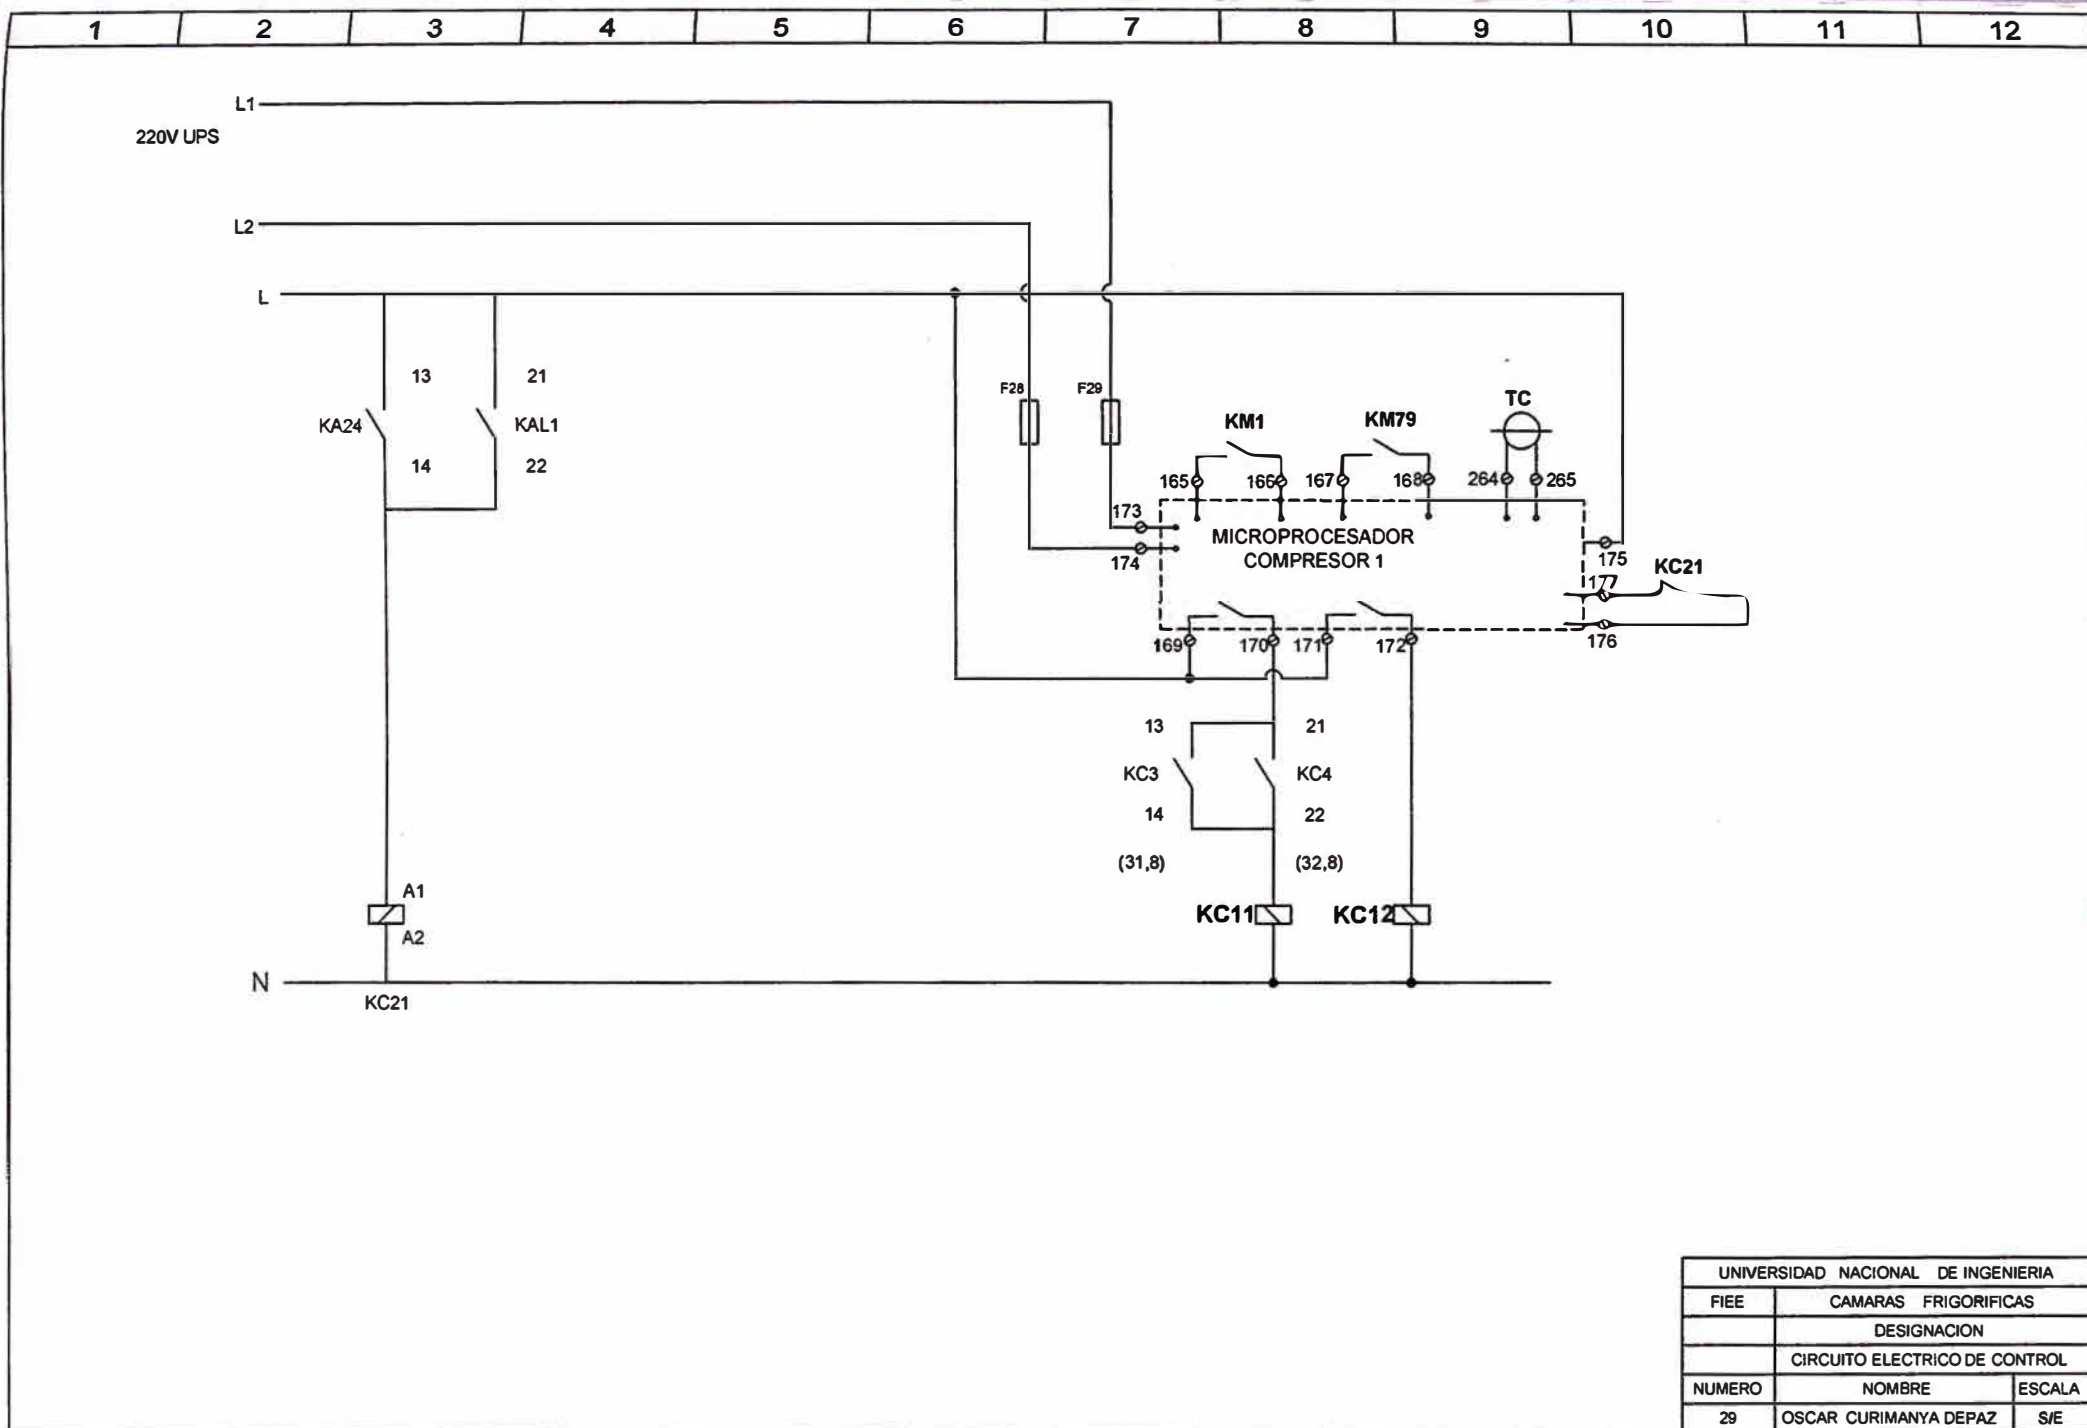 1 2 3 4 5 6 7 8 9 10 11 12
L1
220V UPS
L2
L
13 21
KA24 KAL1
14 22
F28 F29
KM1 KM79 TC
165 166 167 168 264 265
173
174
MICROPROCESADOR
COMPRESOR 1
175
KC21
177
176
169 170 171 172
13 21
KC3 KC4
14 22
(31,8) (32,8)
A1
KC11 KC12
A2
N
KC21
UNIVERSIDAD NACIONAL DE INGENIERIA
FIEE CAMARAS FRIGORIFICAS
DESIGNACION
CIRCUITO ELECTRICO DE CONTROL
NUMERO NOMBRE ESCALA
29 OSCAR CURIMANYA DEPAZ S/E